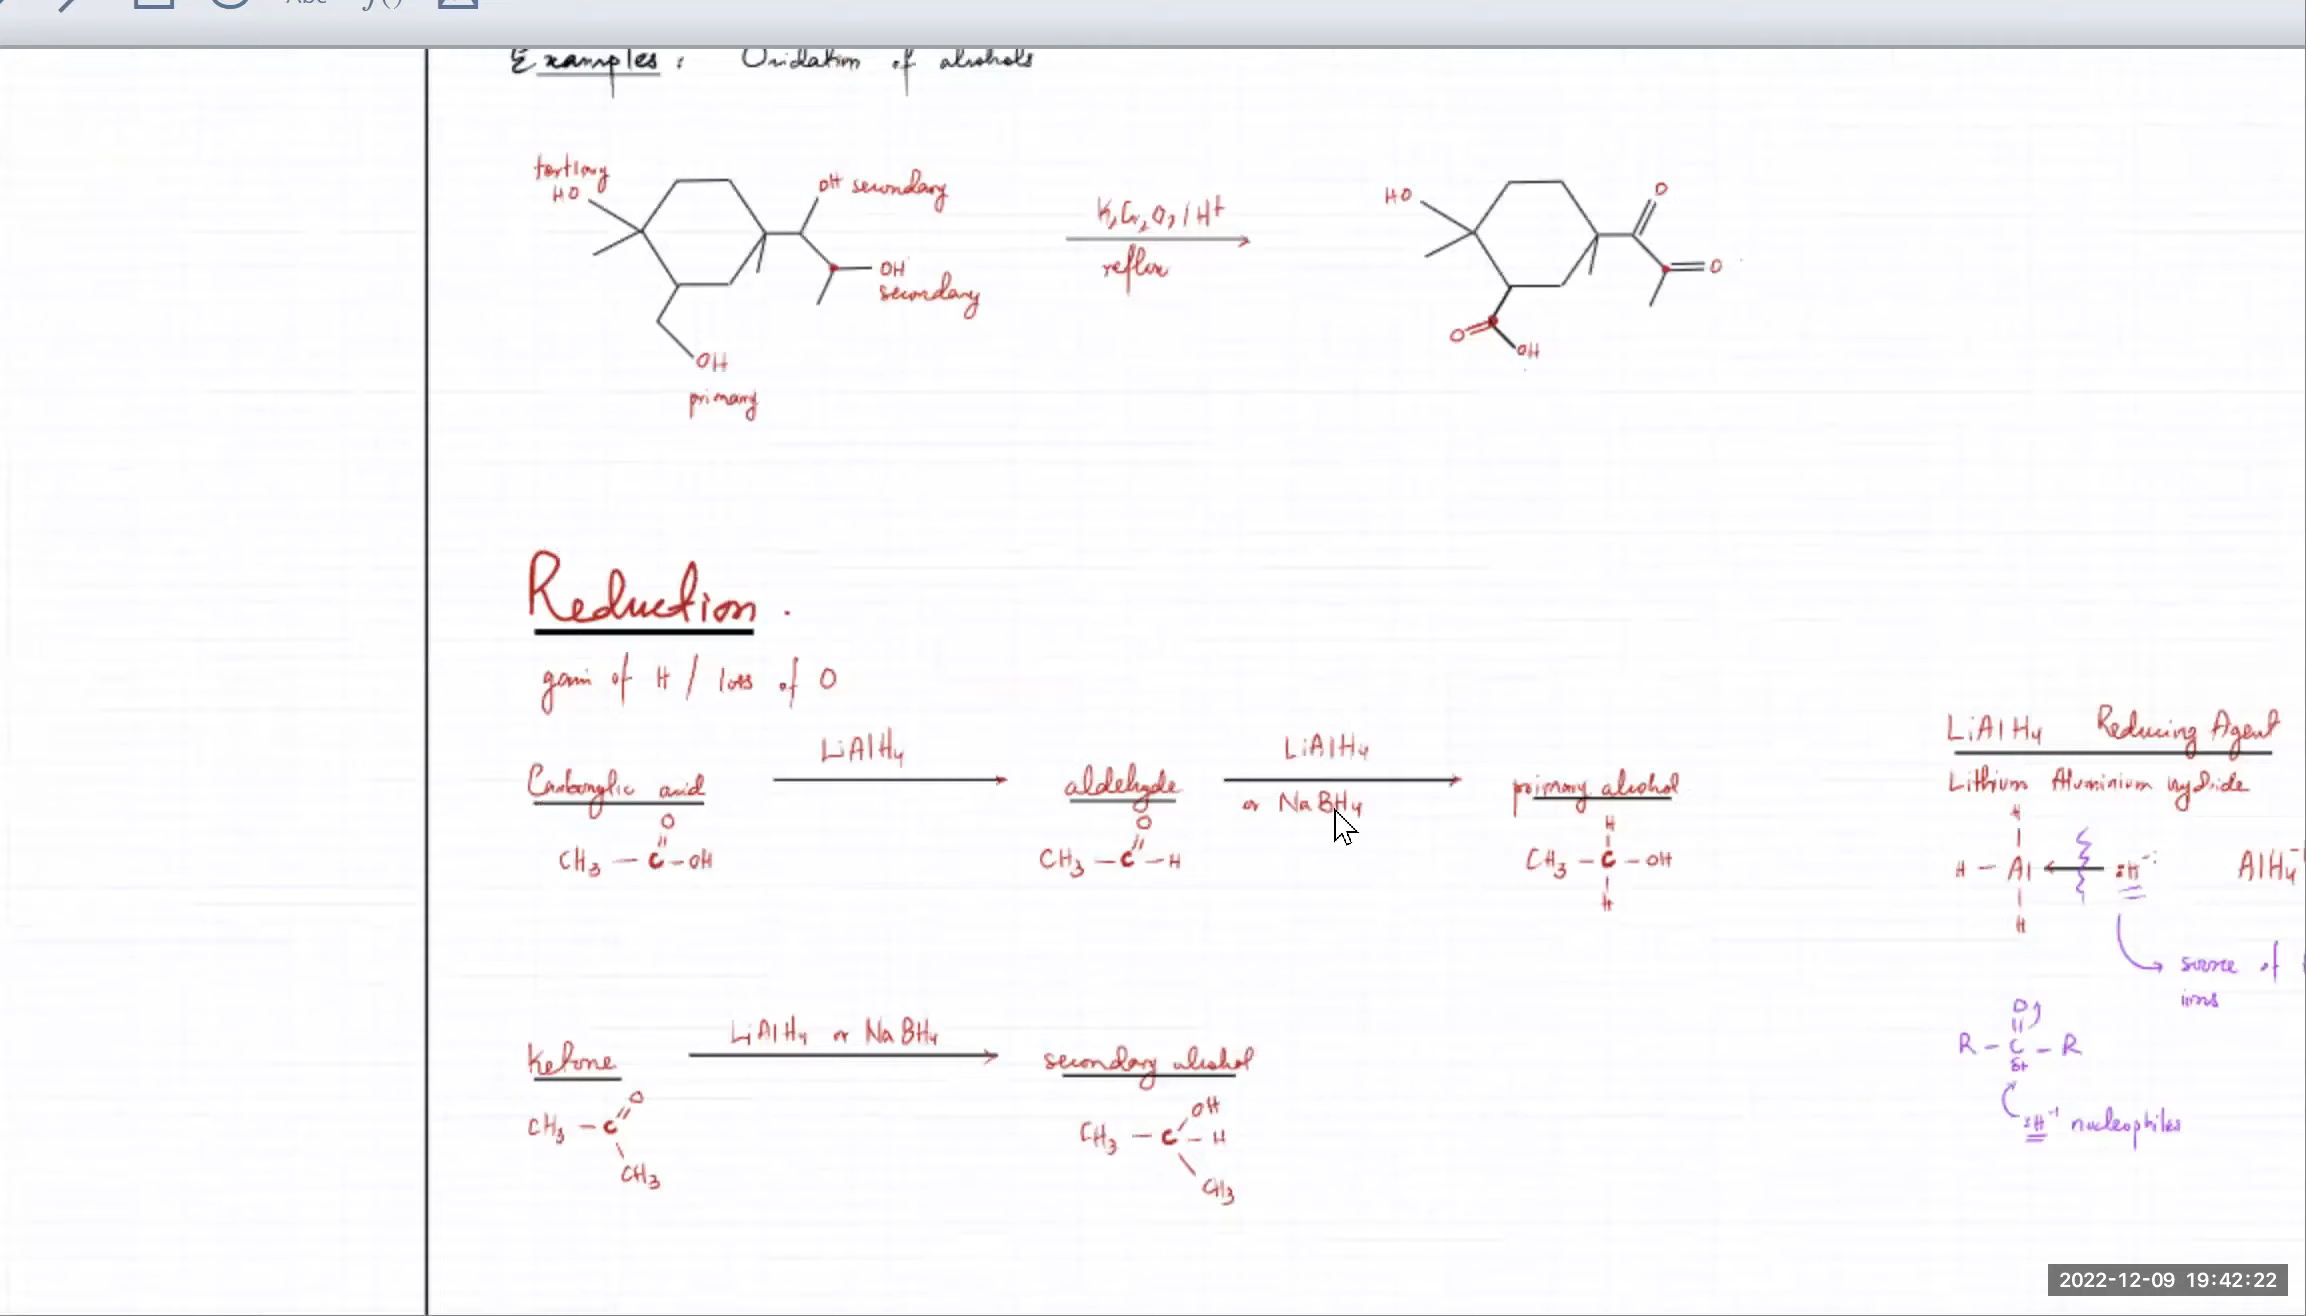 Abc f()
Examples : Oxidation of alcohols
tertiary
HO
OH secondary
OH
secondary
OH
primary
K2Cr2O7 / H+
reflux
HO
O
O
O
OH
Reduction .
gain of H / loss of O
Carboxylic acid
LiAlH4
aldehyde
LiAlH4
or NaBH4
primary alcohol
O
CH3 — C — OH
O
CH3 — C — H
H
CH3 — C — OH
H
Ketone
LiAlH4 or NaBH4
secondary alcohol
O
CH3 — C
CH3
OH
CH3 — C — H
CH3
LiAlH4 Reducing Agent
Lithium Aluminium hydride
H
H — Al :H- AlH4-
H
source of
ions
O
R — C — R
δ+
:H-1 nucleophiles
2022-12-09 19:42:22